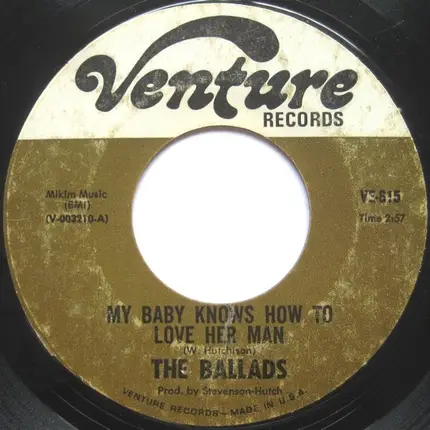 Venture
RECORDS
Mikim Music
(BMI)
(V-003210-A)
VE-615
Time 2:57
MY BABY KNOWS HOW TO
LOVE HER MAN
(W. Hutchison)
THE BALLADS
Prod. by Stevenson-Hutch
VENTURE RECORDS—MADE IN U.S.A.